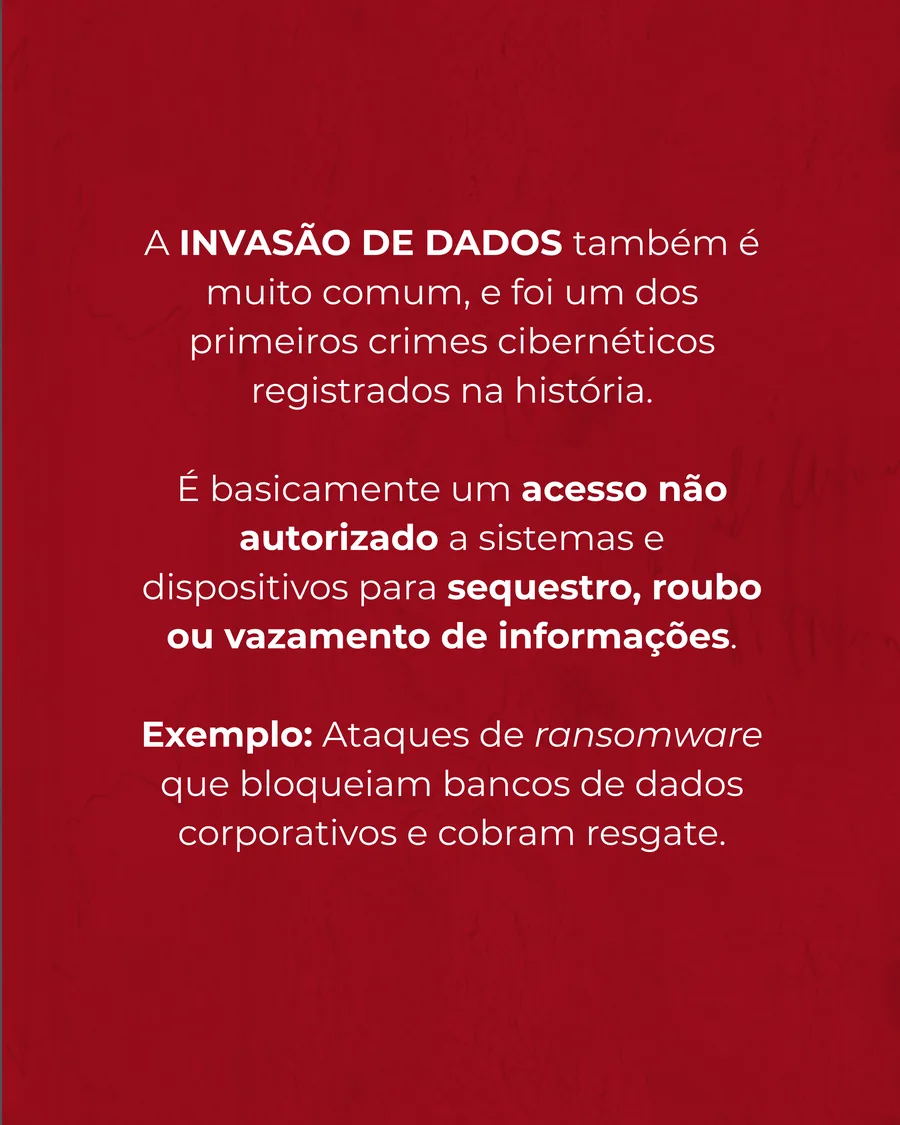 A INVASÃO DE DADOS também é
muito comum, e foi um dos
primeiros crimes cibernéticos
registrados na história.
É basicamente um acesso não
autorizado a sistemas e
dispositivos para sequestro, roubo
ou vazamento de informações.
Exemplo: Ataques de ransomware
que bloqueiam bancos de dados
corporativos e cobram resgate.